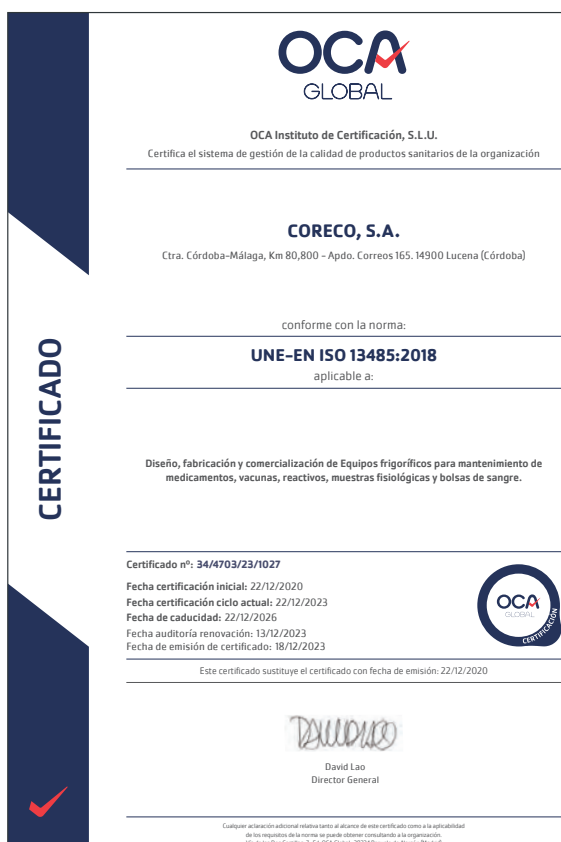 OCA
GLOBAL
OCA Instituto de Certificación, S.L.U.
Certifica el sistema de gestión de la calidad de productos sanitarios de la organización
CORECO, S.A.
Ctra. Córdoba-Málaga, Km 80,800 - Apdo. Correos 165. 14900 Lucena (Córdoba)
conforme con la norma:
UNE-EN ISO 13485:2018
aplicable a:
CERTIFICADO
Diseño, fabricación y comercialización de Equipos frigoríficos para mantenimiento de
medicamentos, vacunas, reactivos, muestras fisiológicas y bolsas de sangre.
Certificado nº: 34/4703/23/1027
Fecha certificación inicial: 22/12/2020
Fecha certificación ciclo actual: 22/12/2023
Fecha de caducidad: 22/12/2026
Fecha auditoría renovación: 13/12/2023
Fecha de emisión de certificado: 18/12/2023
OCA
GLOBAL
CERTIFICACIÓN
Este certificado sustituye el certificado con fecha de emisión: 22/12/2020
David Lao
Director General
Cualquier aclaración adicional relativa tanto al alcance de este certificado como a la aplicabilidad
de los requisitos de la norma se puede obtener consultando a la organización.